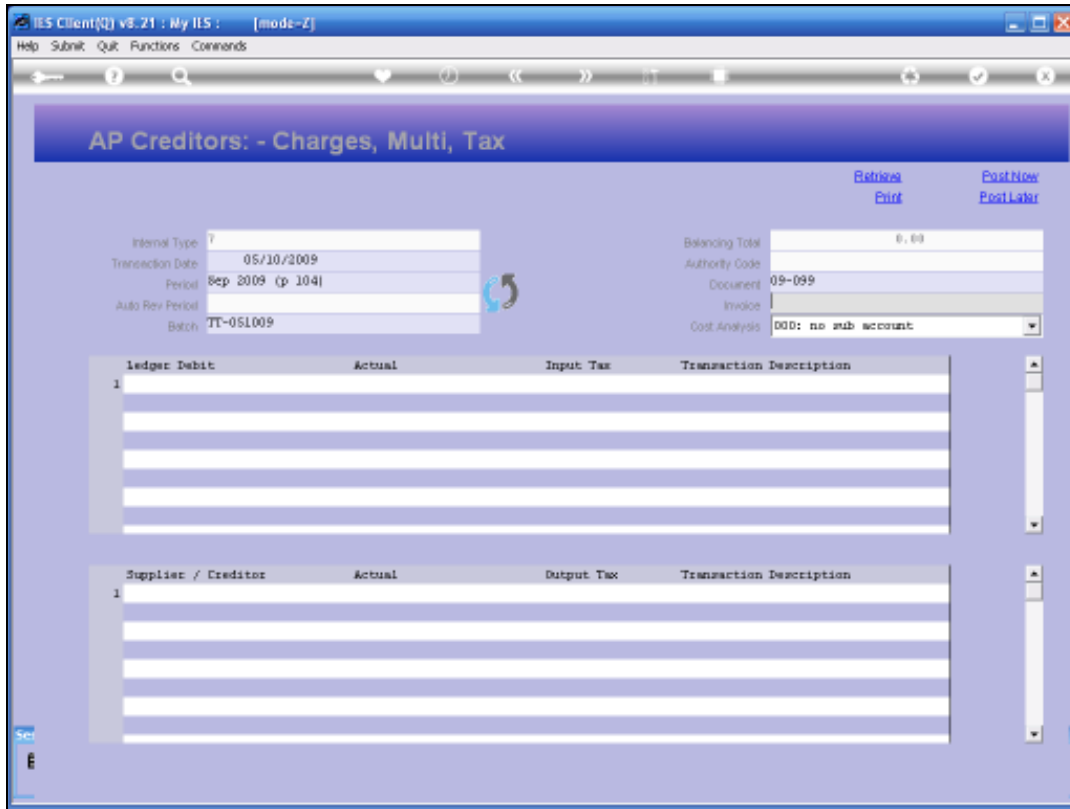 IES Client(Q) v8.21 : My IES : [mode-Z]
Help Submit Quit Functions Commands
AP Creditors: - Charges, Multi, Tax
Retrieve Post Now
Print Post Later
Internal Type 7 Balancing Total 0.00
Transaction Date 05/10/2009 Authority Code
Period Sep 2009 (p 104) Document 09-099
Auto Rev Period Invoice
Batch TT-051009 Cost Analysis 000: no sub account
ledger Debit Actual Input Tax Transaction Description
1
Supplier / Creditor Actual Output Tax Transaction Description
1
Se